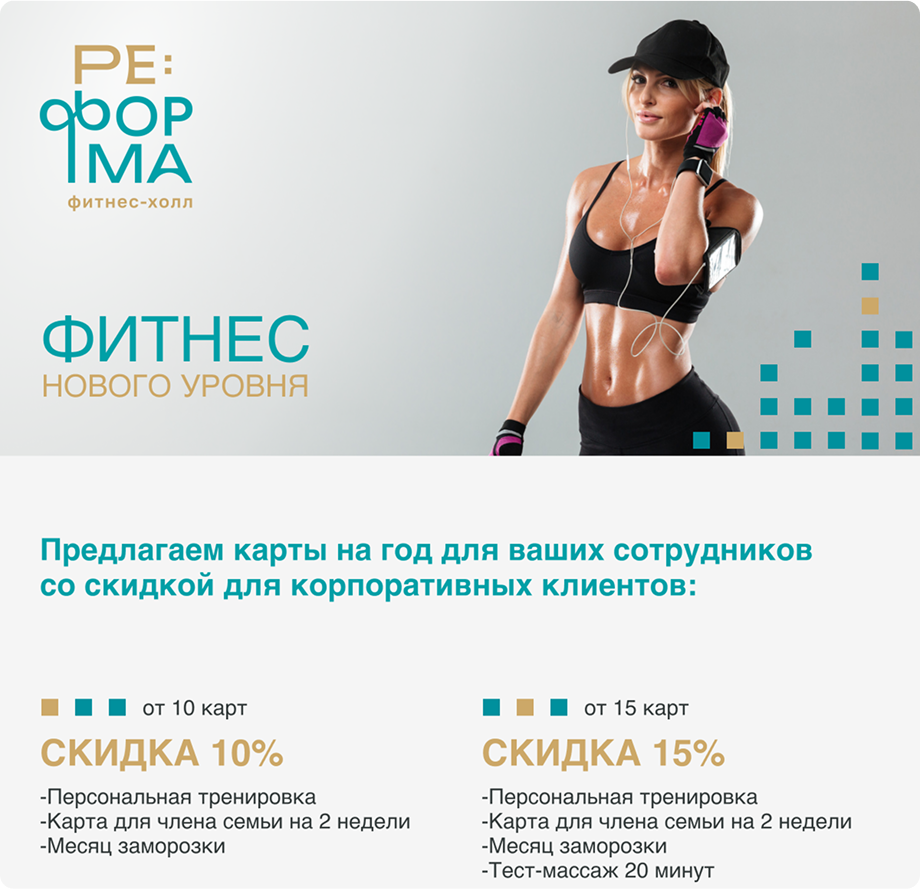 РЕ:
ФОР
МА
фитнес-холл
ФИТНЕС
НОВОГО УРОВНЯ
Предлагаем карты на год для ваших сотрудников
со скидкой для корпоративных клиентов:
от 10 карт
СКИДКА 10%
-Персональная тренировка
-Карта для члена семьи на 2 недели
-Месяц заморозки
от 15 карт
СКИДКА 15%
-Персональная тренировка
-Карта для члена семьи на 2 недели
-Месяц заморозки
-Тест-массаж 20 минут